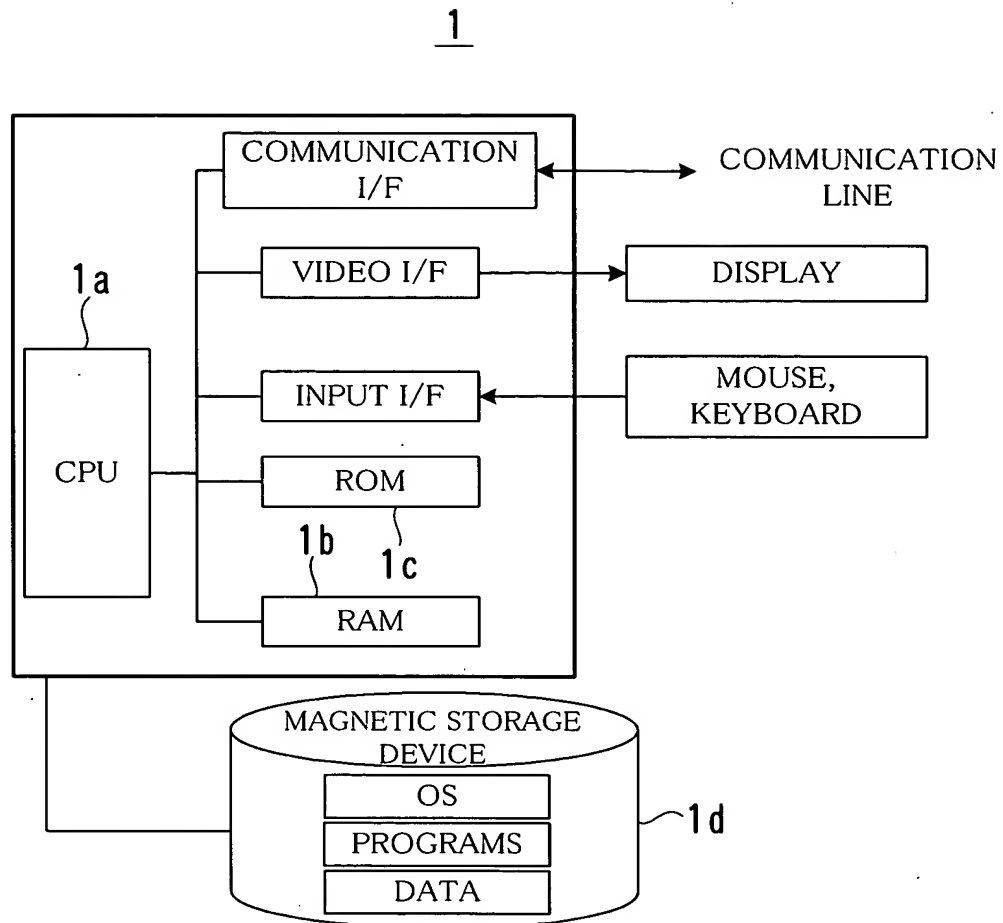 1
COMMUNICATION
I/F
COMMUNICATION
LINE
VIDEO I/F
DISPLAY
1a
INPUT I/F
MOUSE,
KEYBOARD
CPU
ROM
1c
1b
RAM
MAGNETIC STORAGE
DEVICE
OS
1d
PROGRAMS
DATA